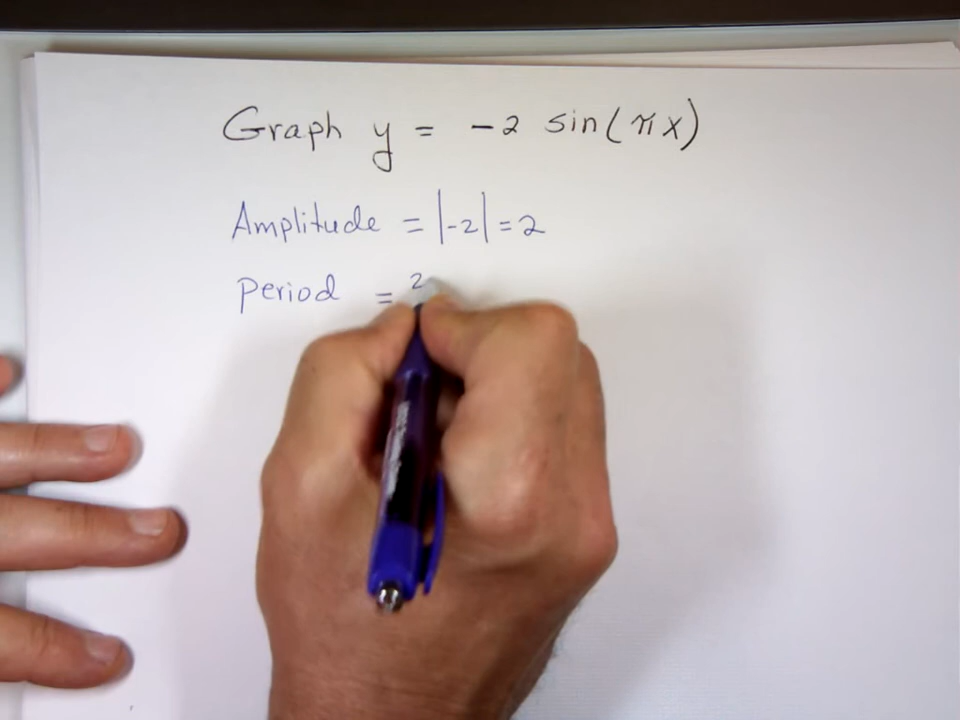 Graph y = -2 sin(πx)
Amplitude = |-2| = 2
Period = 2